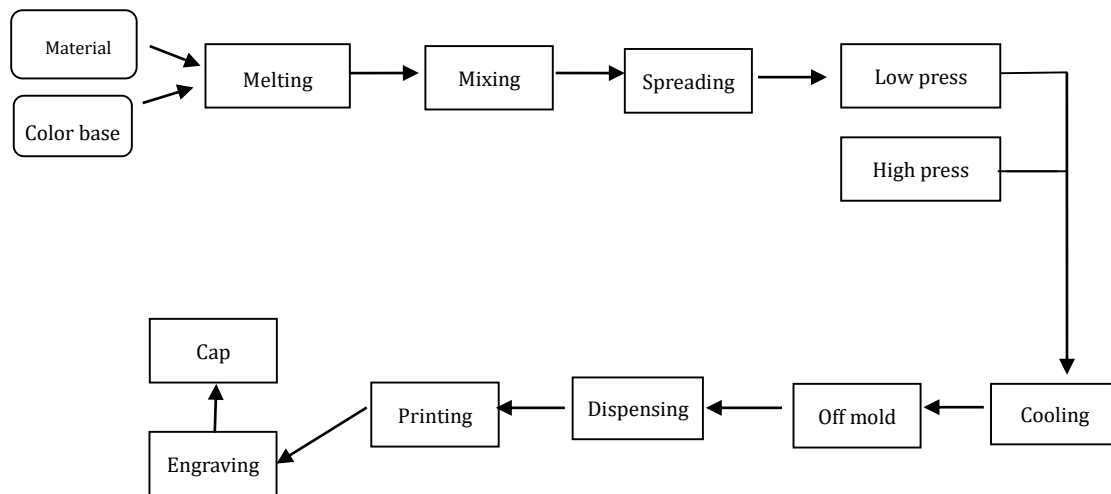 Material
Color base
Melting
Mixing
Spreading
Low press
High press
Cooling
Off mold
Dispensing
Printing
Engraving
Cap